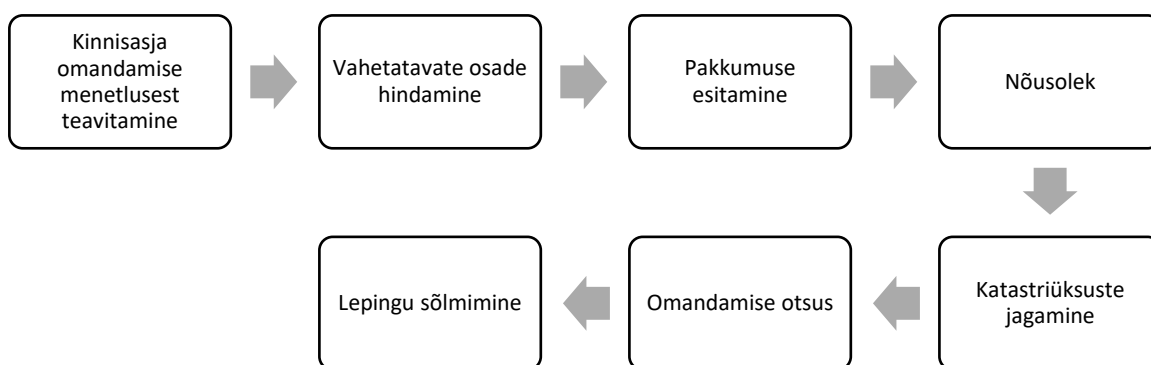 Kinnisasja
omandamise
menetlusest
teavitamine
Vahetatavate osade
hindamine
Pakkumuse
esitamine
Nõusolek
Katastriüksuste
jagamine
Omandamise otsus
Lepingu sõlmimine